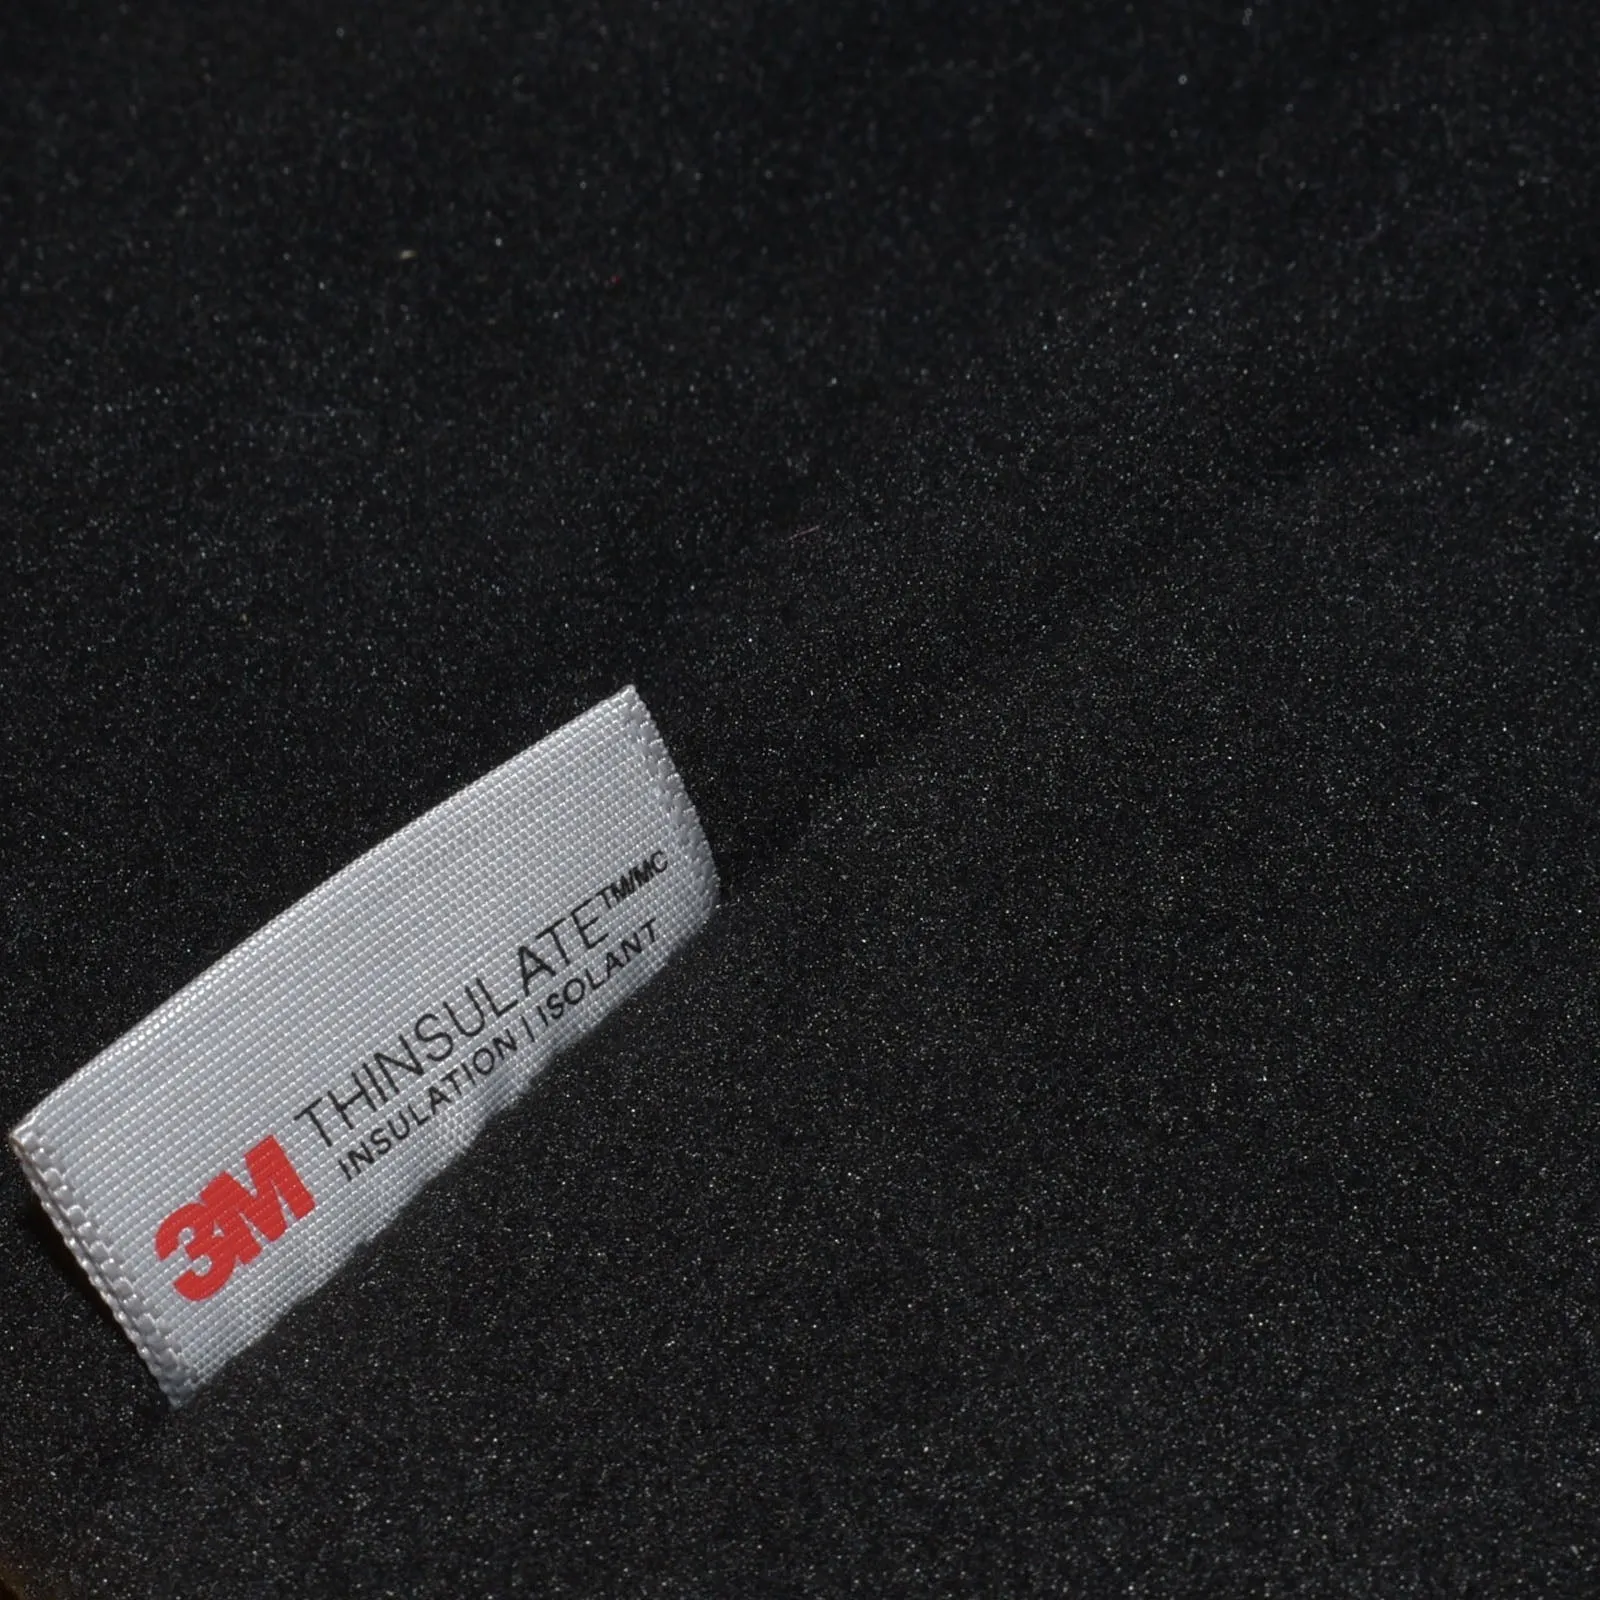 3M THINSULATE™/MC
INSULATION | ISOLANT